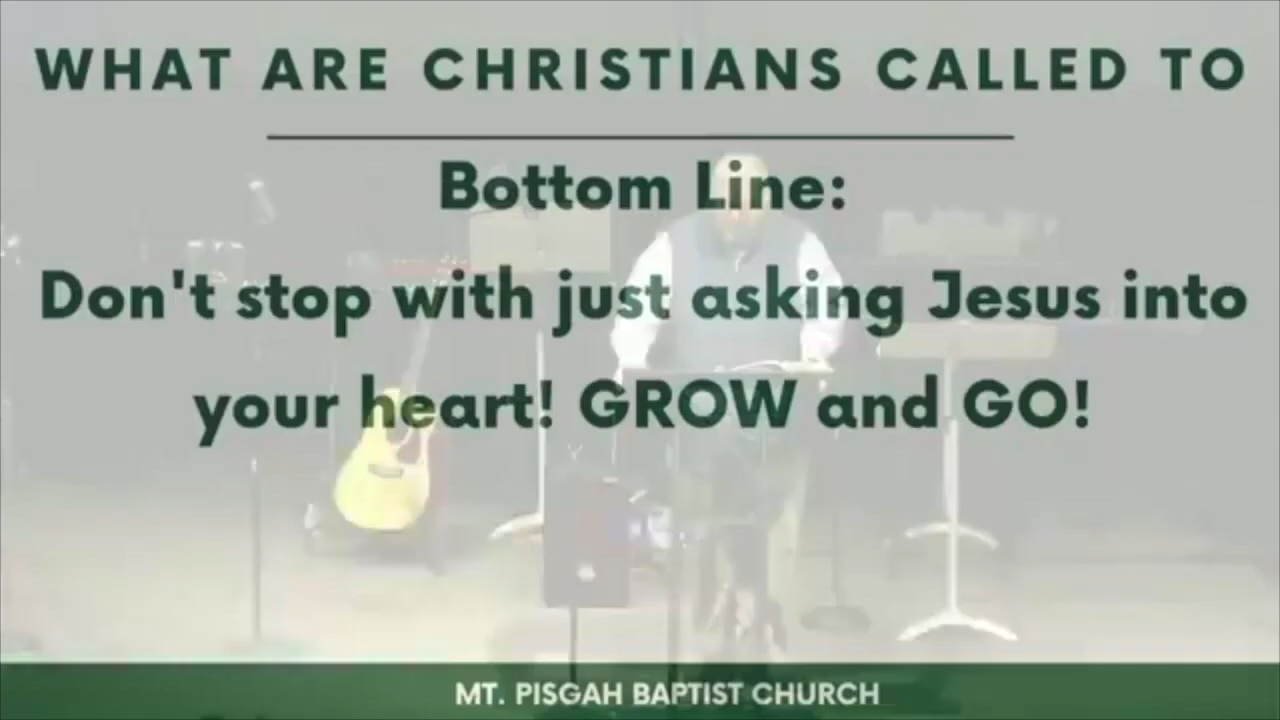 WHAT ARE CHRISTIANS CALLED TO
Bottom Line:
Don't stop with just asking Jesus into
your heart! GROW and GO!
MT. PISGAH BAPTIST CHURCH